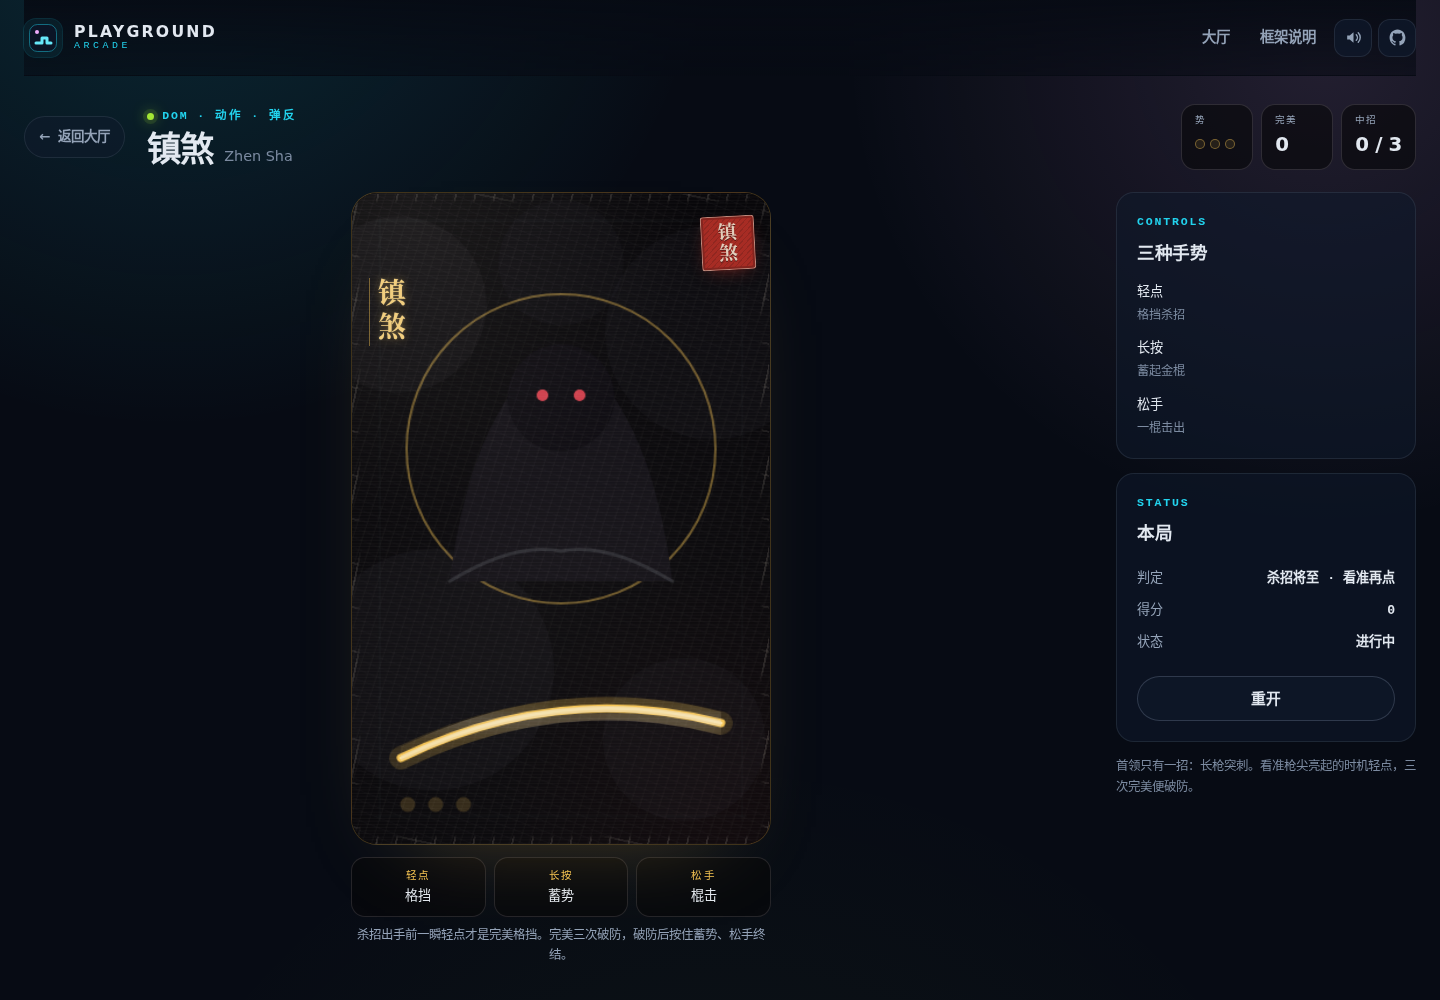 PLAYGROUND
ARCADE
大厅
框架说明
← 返回大厅
DOM · 动作 · 弹反
镇煞 Zhen Sha
势
完美
0
中招
0 / 3
镇煞
镇煞
轻点
格挡
长按
蓄势
松手
棍击
杀招出手前一瞬轻点才是完美格挡。完美三次破防，破防后按住蓄势、松手终
结。
CONTROLS
三种手势
轻点
格挡杀招
长按
蓄起金棍
松手
一棍击出
STATUS
本局
判定 杀招将至 · 看准再点
得分 0
状态 进行中
重开
首领只有一招：长枪突刺。看准枪尖亮起的时机轻点，三
次完美便破防。